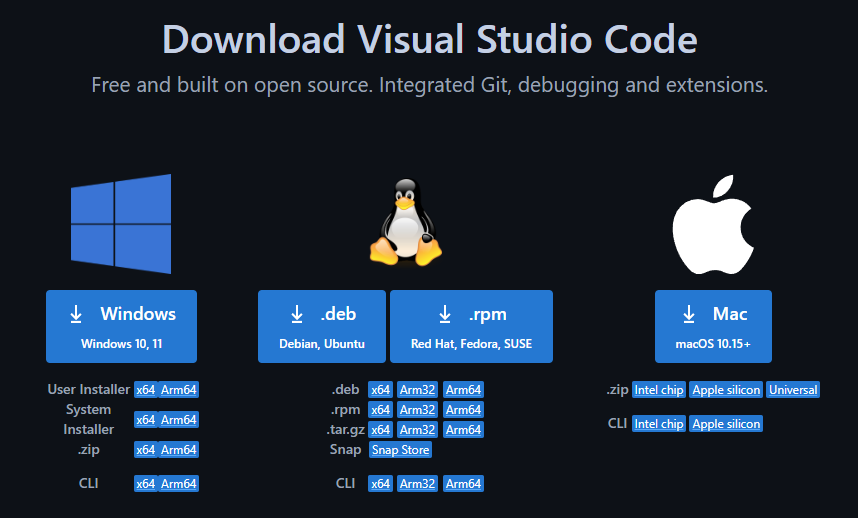 Download Visual Studio Code
Free and built on open source. Integrated Git, debugging and extensions.
Windows
Windows 10, 11
User Installer x64 Arm64
System
Installer x64 Arm64
.zip x64 Arm64
CLI x64 Arm64
.deb
Debian, Ubuntu
.rpm
Red Hat, Fedora, SUSE
.deb x64 Arm32 Arm64
.rpm x64 Arm32 Arm64
.tar.gz x64 Arm32 Arm64
Snap Snap Store
CLI x64 Arm32 Arm64
Mac
macOS 10.15+
.zip Intel chip Apple silicon Universal
CLI Intel chip Apple silicon